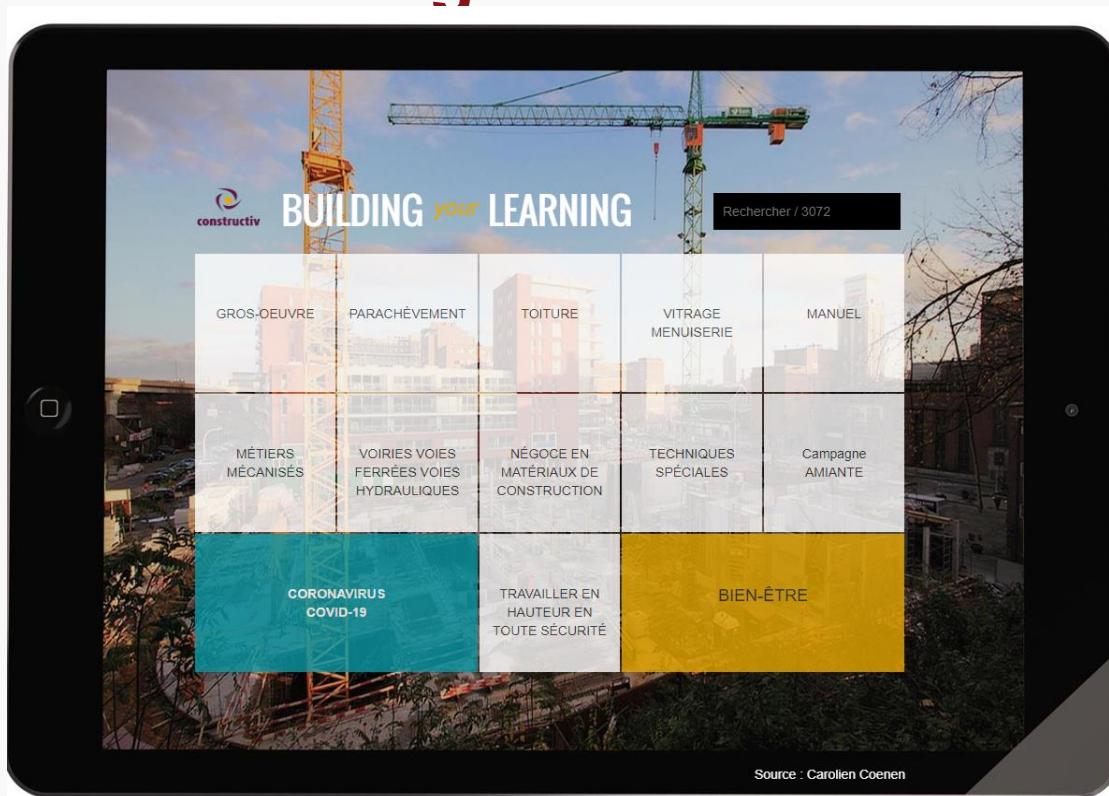 constructiv
BUILDING your LEARNING
Rechercher / 3072
GROS-OEUVRE
PARACHÈVEMENT
TOITURE
VITRAGE
MENUISERIE
MANUEL
MÉTIERS
MÉCANISÉS
VOIRIES VOIES
FERRÉES VOIES
HYDRAULIQUES
NÉGOCE EN
MATÉRIAUX DE
CONSTRUCTION
TECHNIQUES
SPÉCIALES
Campagne
AMIANTE
CORONAVIRUS
COVID-19
TRAVAILLER EN
HAUTEUR EN
TOUTE SÉCURITÉ
BIEN-ÊTRE
Source : Carolien Coenen